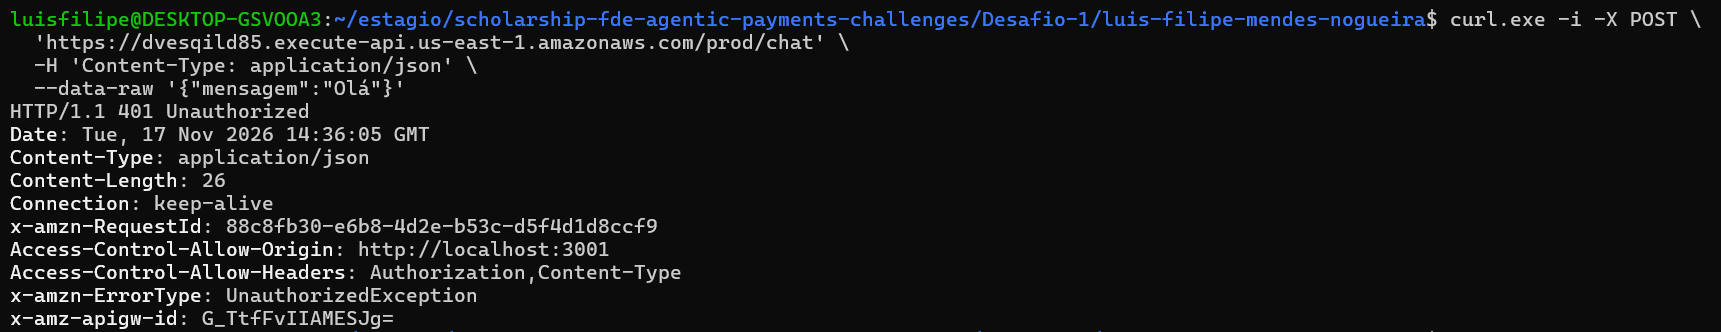 luisfilipe@DESKTOP-GSVOOA3:~/estagio/scholarship-fde-agentic-payments-challenges/Desafio-1/luis-filipe-mendes-nogueira$ curl.exe -i -X POST \
  'https://dvesqild85.execute-api.us-east-1.amazonaws.com/prod/chat' \
  -H 'Content-Type: application/json' \
  --data-raw '{"mensagem":"Olá"}'
HTTP/1.1 401 Unauthorized
Date: Tue, 17 Nov 2026 14:36:05 GMT
Content-Type: application/json
Content-Length: 26
Connection: keep-alive
x-amzn-RequestId: 88c8fb30-e6b8-4d2e-b53c-d5f4d1d8ccf9
Access-Control-Allow-Origin: http://localhost:3001
Access-Control-Allow-Headers: Authorization,Content-Type
x-amzn-ErrorType: UnauthorizedException
x-amz-apigw-id: G_TtfFvIIAMESJg=